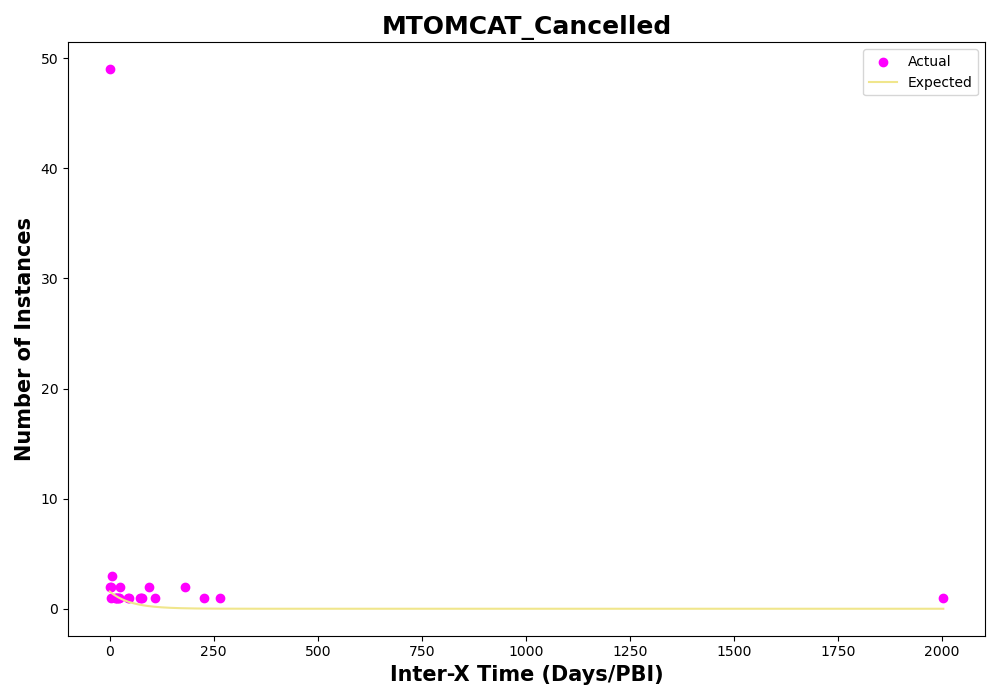 MTOMCAT_Cancelled
Actual
Expected
50
40
30
20
10
0
Number of Instances
0 250 500 750 1000 1250 1500 1750 2000
Inter-X Time (Days/PBI)